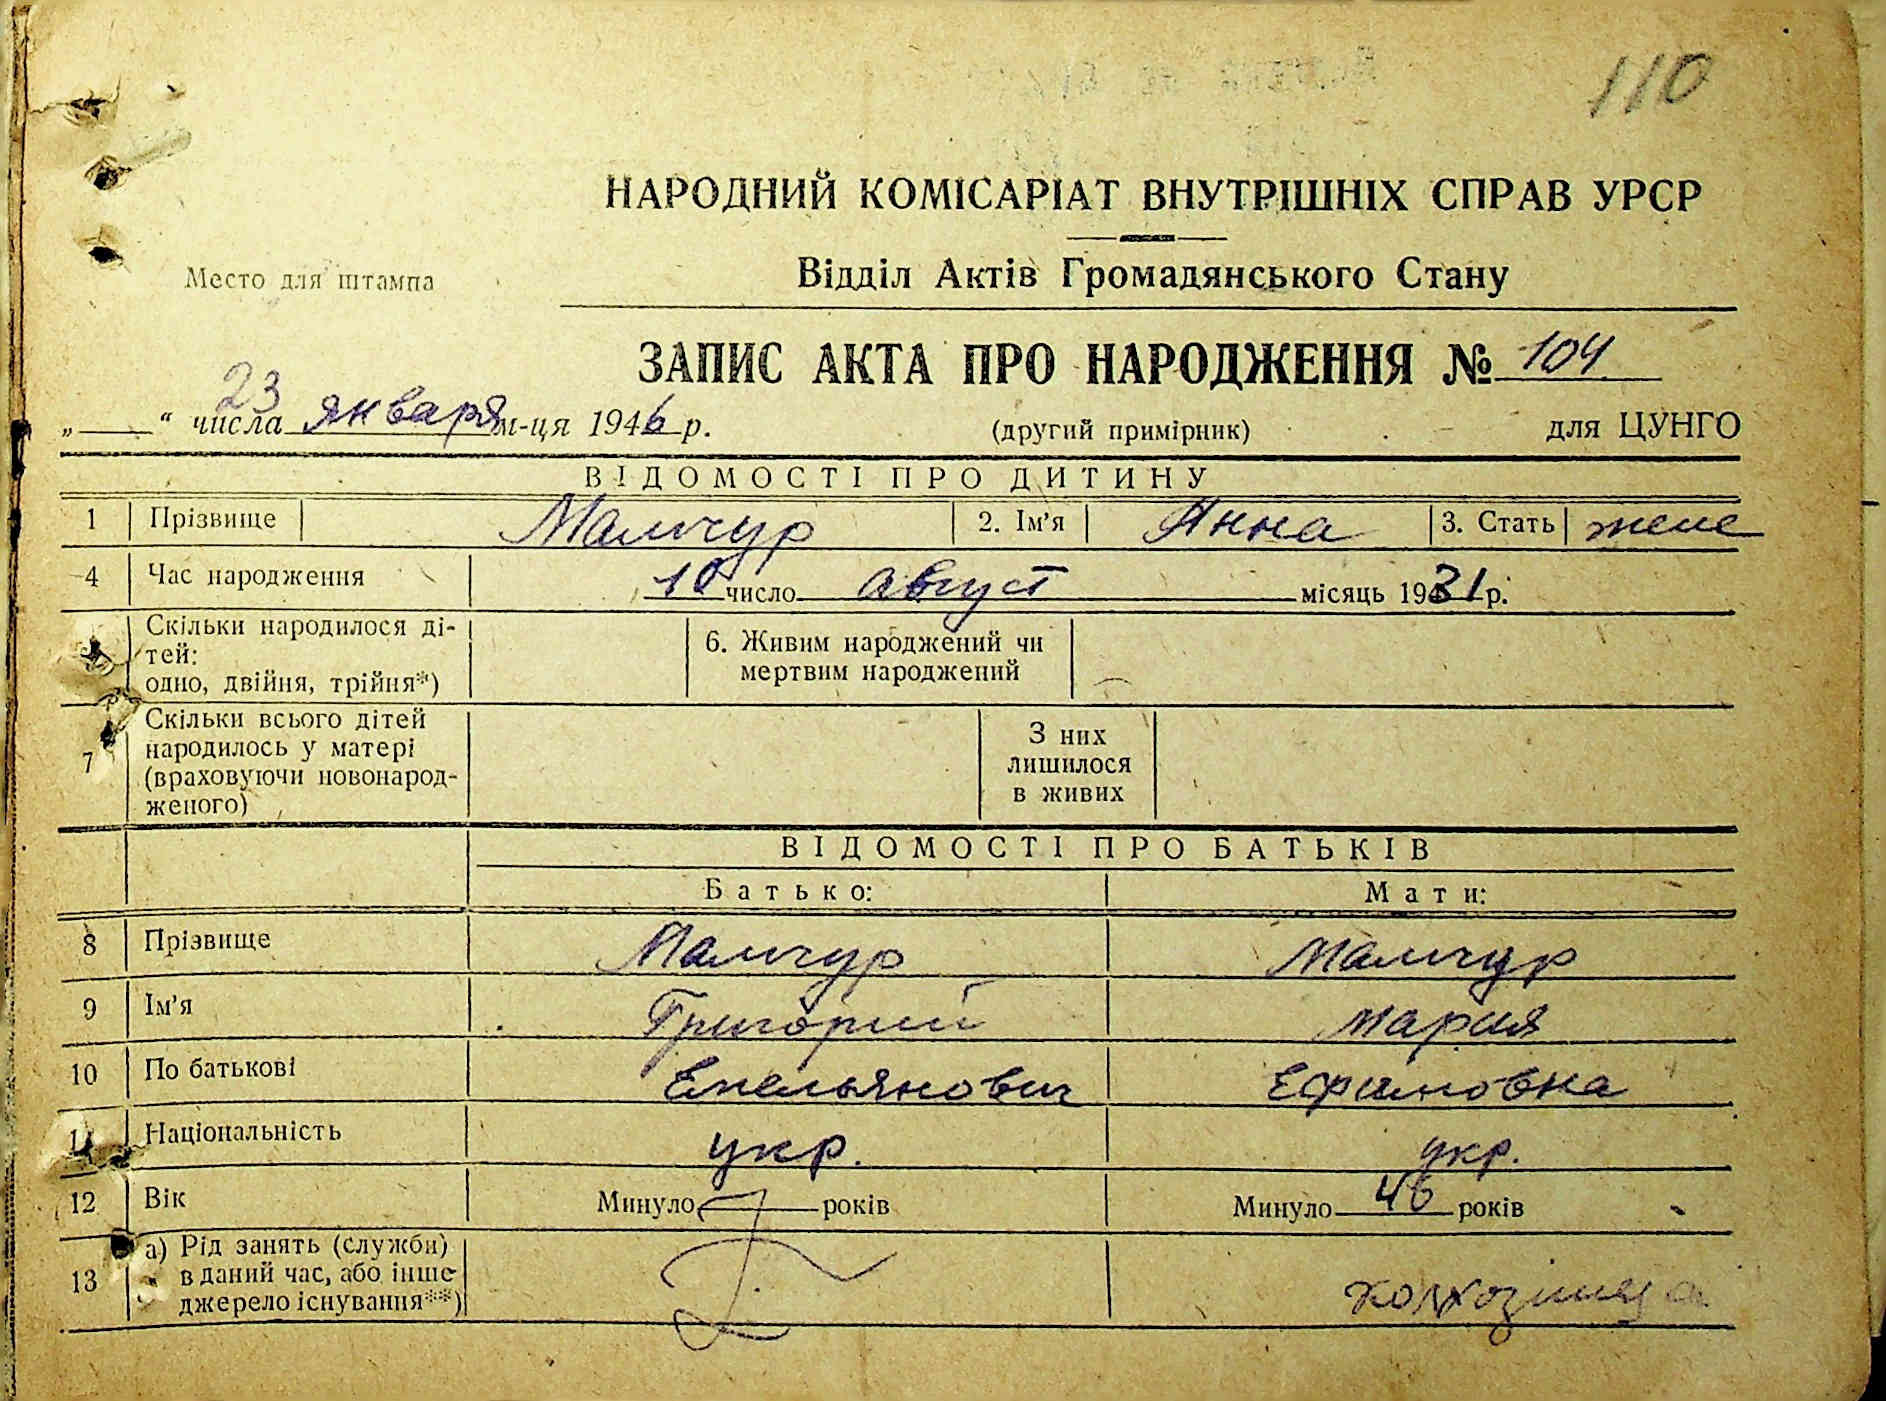 110
НАРОДНИЙ КОМІСАРІАТ ВНУТРІШНІХ СПРАВ УРСР
Место для штампа
Відділ Актів Громадянського Стану
ЗАПИС АКТА ПРО НАРОДЖЕННЯ № 104
„ “ 23 числа января м-ця 1946 р. (другий примірник) для ЦУНГО
ВІДОМОСТІ ПРО ДИТИНУ
1 Прізвище Мамчур 2. Ім'я Анна 3. Стать жене
4 Час народження 10 число август місяць 1931 р.
Скільки народилося ді-
тей:
одно, двійня, трійня*)
6. Живим народжений чи
мертвим народжений
7 Скільки всього дітей
народилось у матері
(враховуючи новонарод-
женого)
З них
лишилося
в живих
ВІДОМОСТІ ПРО БАТЬКІВ
Батько: Мати:
8 Прізвище Мамчур Мамчур
9 Ім'я Григорий Мария
10 По батькові Емельянович Ефимовна
11 Національність укр. укр.
12 Вік Минуло років Минуло 46 років
13 а) Рід занять (служби)
в даний час, або інше
джерело існування**)
колхозница